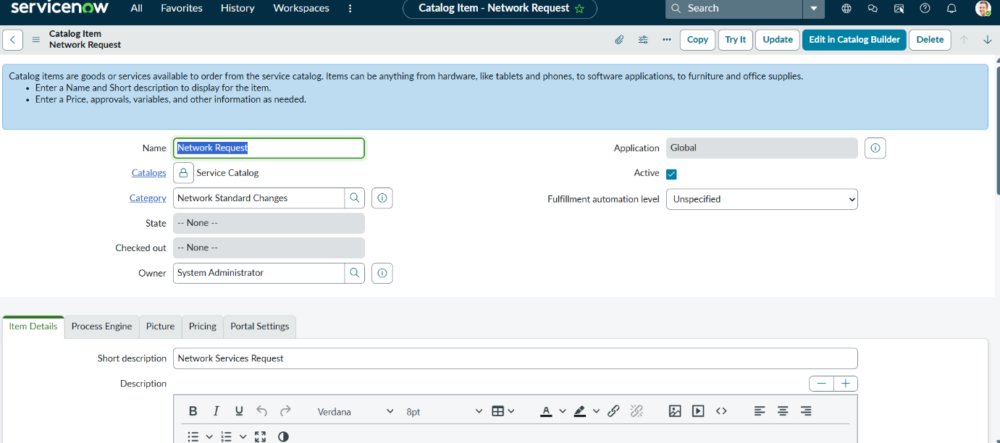 servicenow All Favorites History Workspaces Catalog Item - Network Request Search
Catalog Item
Network Request
Copy Try It Update Edit in Catalog Builder Delete
Catalog items are goods or services available to order from the service catalog. Items can be anything from hardware, like tablets and phones, to software applications, to furniture and office supplies.
• Enter a Name and Short description to display for the item.
• Enter a Price, approvals, variables, and other information as needed.
Name Network Request Application Global
Catalogs Service Catalog Active
Category Network Standard Changes Fulfillment automation level Unspecified
State -- None --
Checked out -- None --
Owner System Administrator
Item Details Process Engine Picture Pricing Portal Settings
Short description Network Services Request
Description
B I U Verdana 8pt A